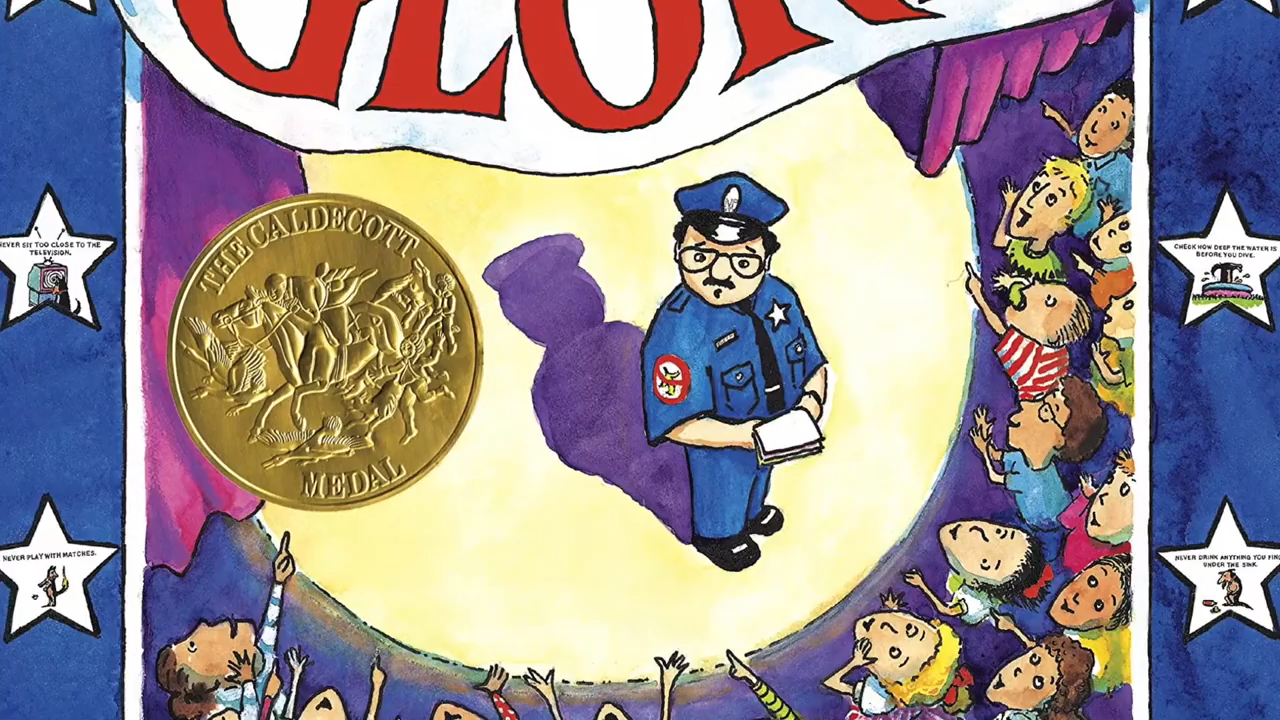 GLOR
THE CALDECOTT
MEDAL
NEVER SIT TOO CLOSE TO THE
TELEVISION.
CHECK HOW DEEP THE WATER IS
BEFORE YOU DIVE.
NEVER PLAY WITH MATCHES.
NEVER DRINK ANYTHING YOU FIN
UNDER THE SINK.